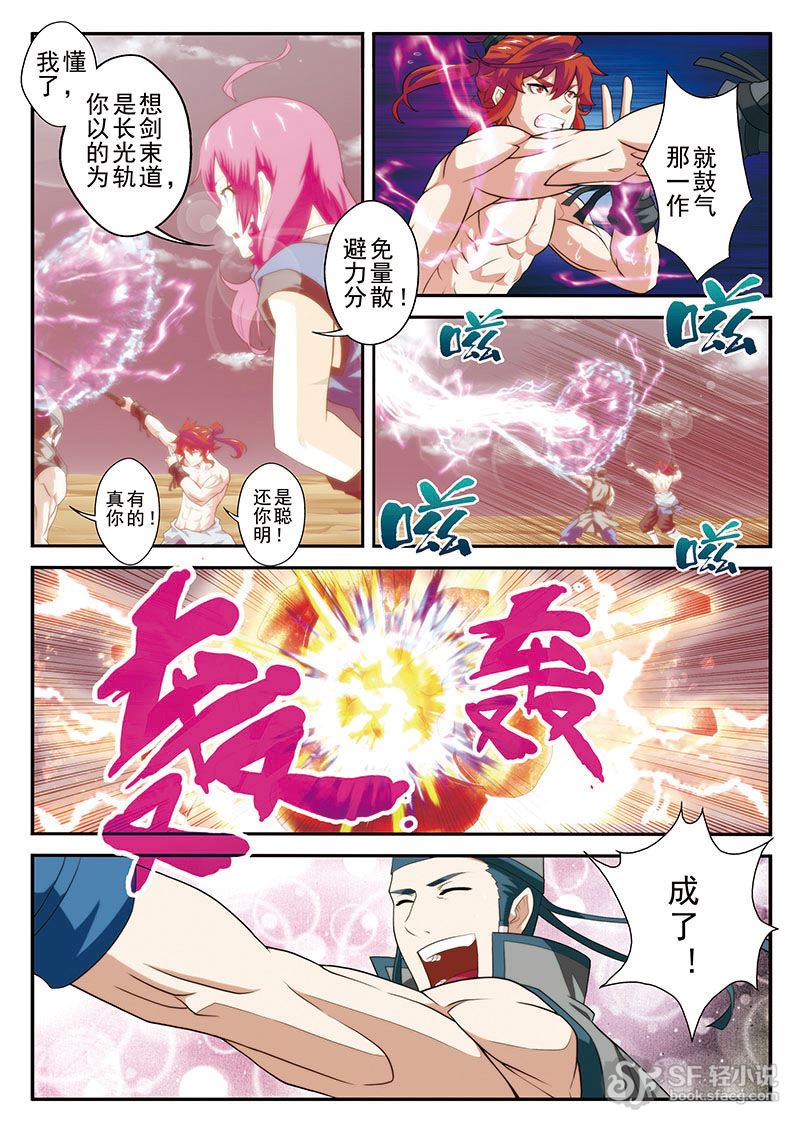 我懂
了，
你是想
以长剑
的光束
为轨道，
避免
力量
分散！
真有
你的！
还是
你聪
明！
那就
一鼓
作气
嗞
嗞
嗞
嗞
轰
轰
成了！
SF轻小说
book.sfacg.com